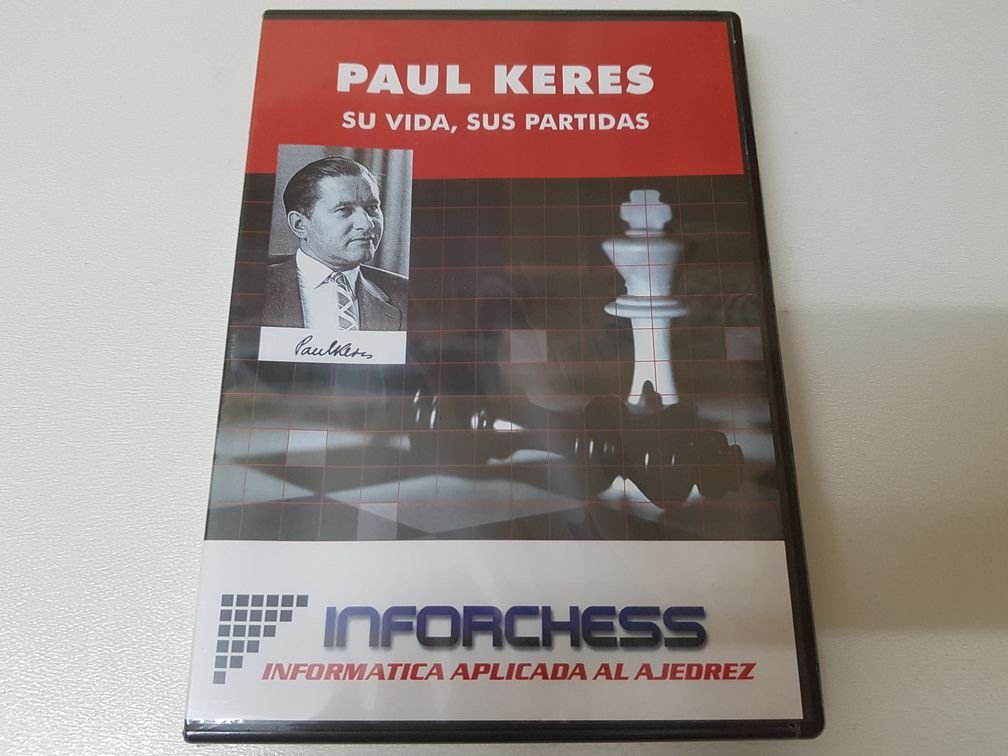 PAUL KERES
SU VIDA, SUS PARTIDAS
Paul Keres
INFORCHESS
INFORMATICA APLICADA AL AJEDREZ